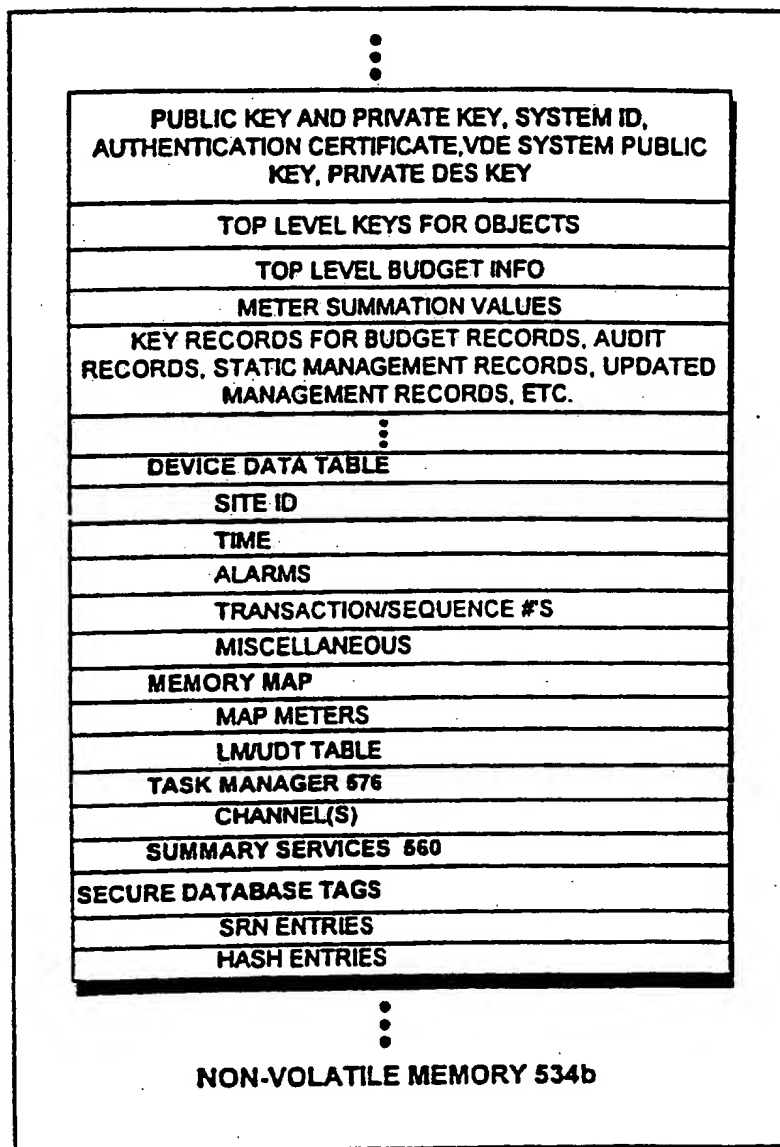 PUBLIC KEY AND PRIVATE KEY, SYSTEM ID,
AUTHENTICATION CERTIFICATE,VDE SYSTEM PUBLIC
KEY, PRIVATE DES KEY
TOP LEVEL KEYS FOR OBJECTS
TOP LEVEL BUDGET INFO
METER SUMMATION VALUES
KEY RECORDS FOR BUDGET RECORDS, AUDIT
RECORDS, STATIC MANAGEMENT RECORDS, UPDATED
MANAGEMENT RECORDS, ETC.
DEVICE DATA TABLE
SITE ID
TIME
ALARMS
TRANSACTION/SEQUENCE #'S
MISCELLANEOUS
MEMORY MAP
MAP METERS
LM/UDT TABLE
TASK MANAGER 576
CHANNEL(S)
SUMMARY SERVICES 560
SECURE DATABASE TAGS
SRN ENTRIES
HASH ENTRIES
NON-VOLATILE MEMORY 534b